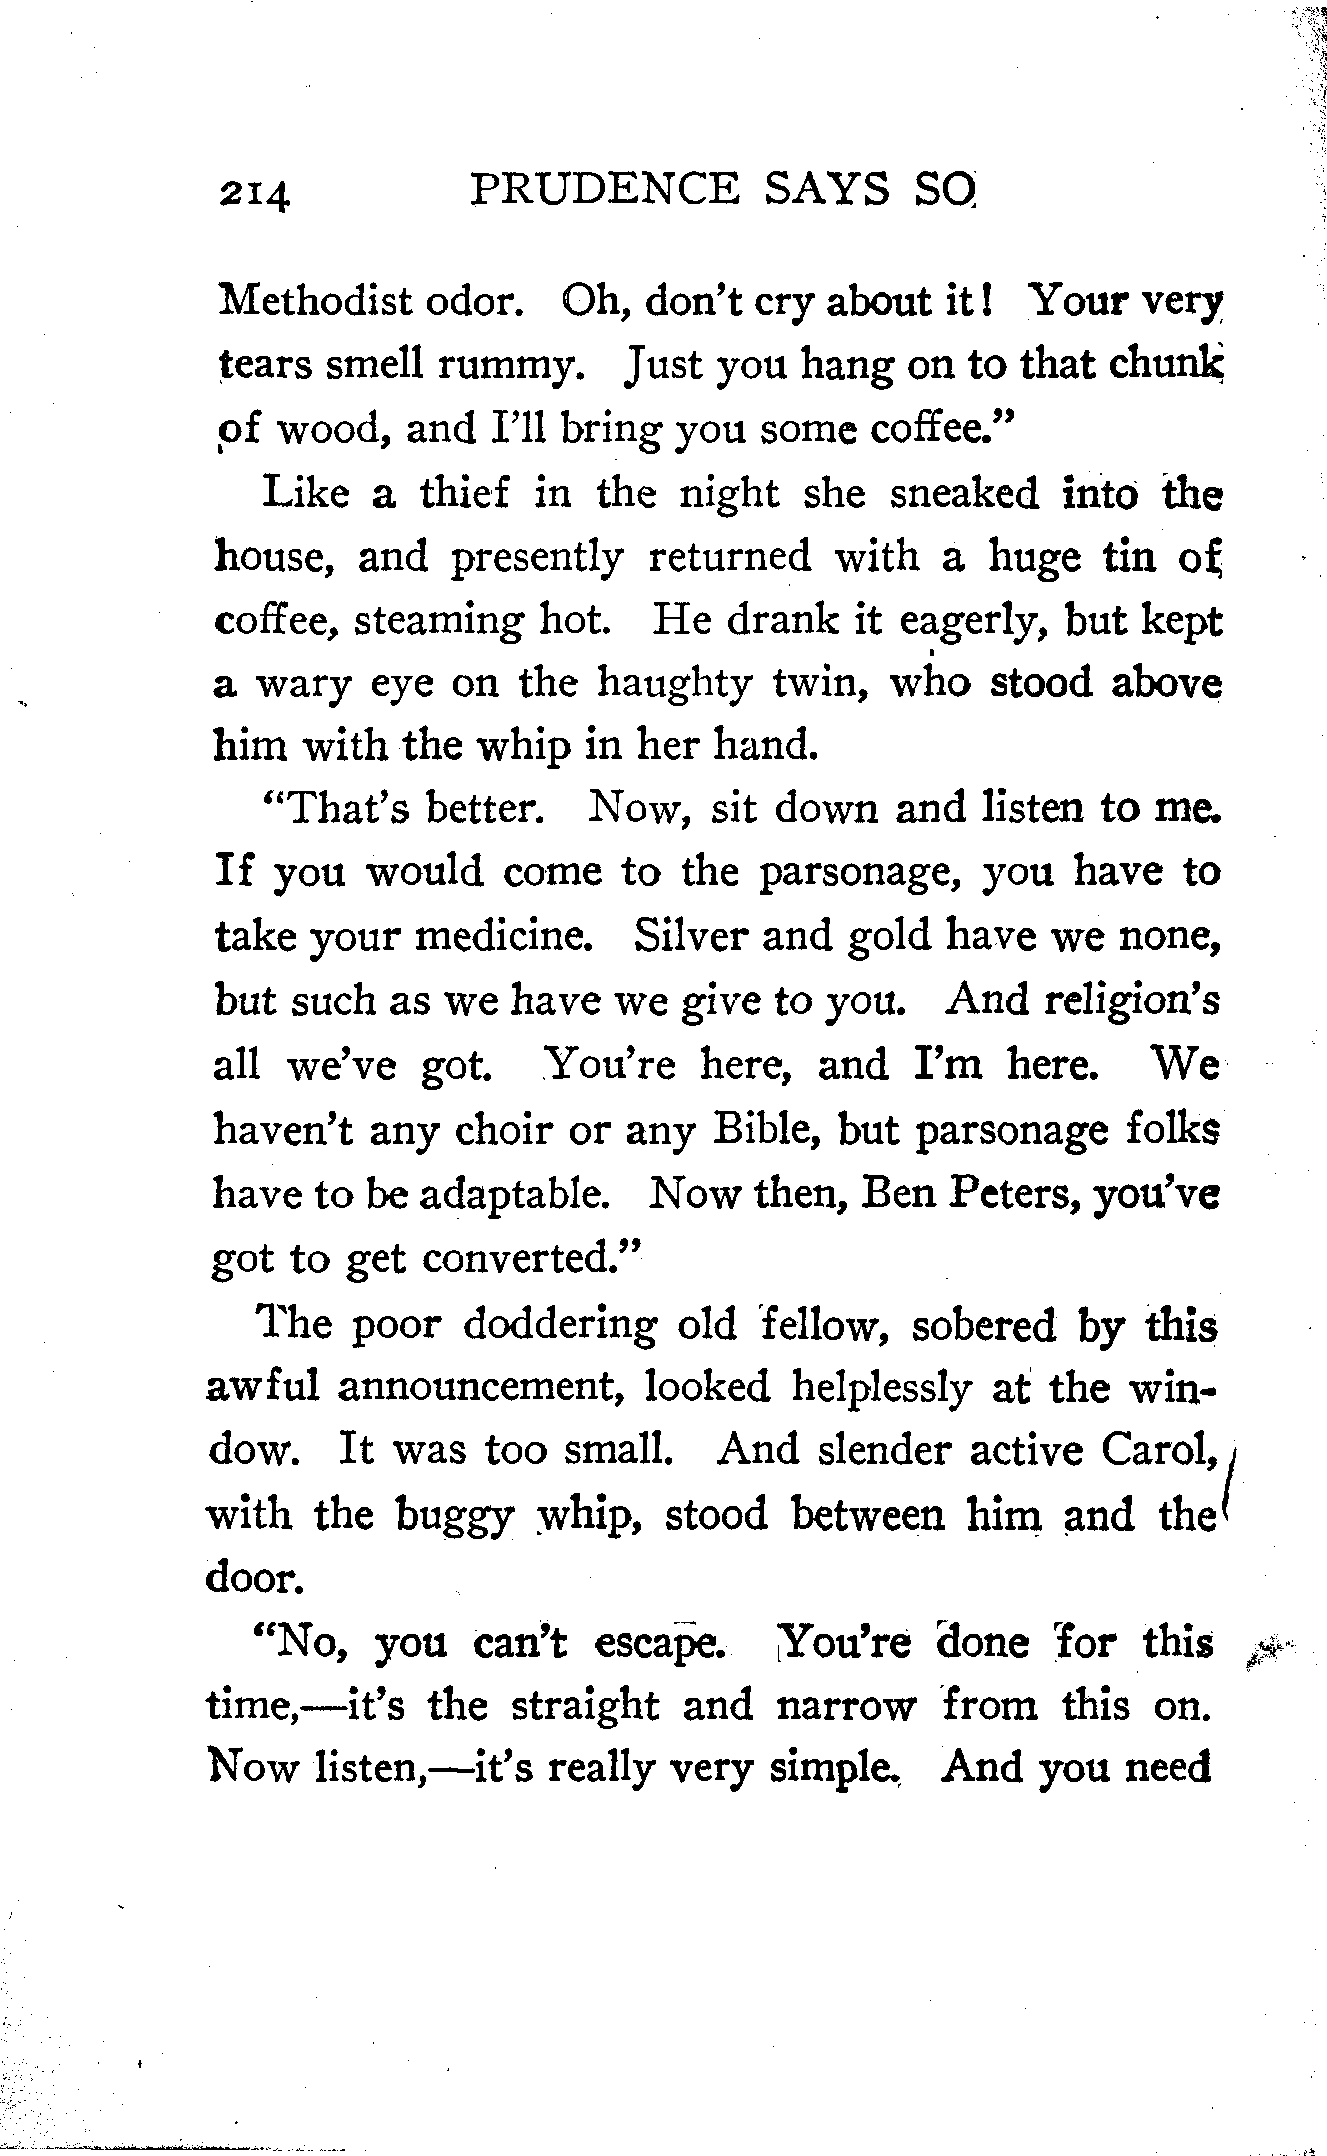 214 PRUDENCE SAYS SO
Methodist odor. Oh, don't cry about it! Your very
tears smell rummy. Just you hang on to that chunk
of wood, and I'll bring you some coffee."
Like a thief in the night she sneaked into the
house, and presently returned with a huge tin of
coffee, steaming hot. He drank it eagerly, but kept
a wary eye on the haughty twin, who stood above
him with the whip in her hand.
"That's better. Now, sit down and listen to me.
If you would come to the parsonage, you have to
take your medicine. Silver and gold have we none,
but such as we have we give to you. And religion's
all we've got. You're here, and I'm here. We
haven't any choir or any Bible, but parsonage folks
have to be adaptable. Now then, Ben Peters, you've
got to get converted."
The poor doddering old fellow, sobered by this
awful announcement, looked helplessly at the win-
dow. It was too small. And slender active Carol,
with the buggy whip, stood between him and the
door.
"No, you can't escape. You're done for this
time,—it's the straight and narrow from this on.
Now listen,—it's really very simple. And you need